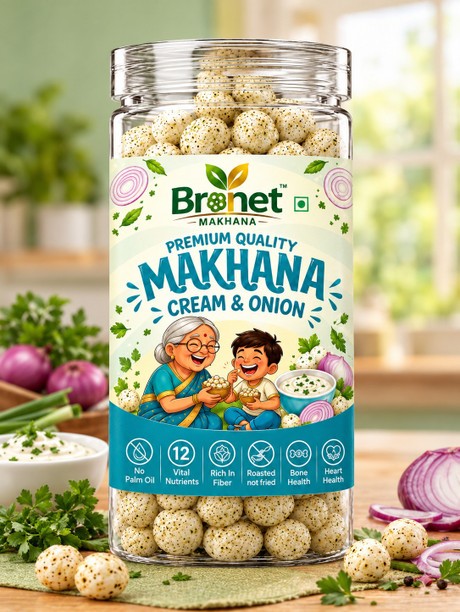 Bronet™
MAKHANA
PREMIUM QUALITY
MAKHANA
CREAM & ONION
No
Palm Oil
12
Vital
Nutrients
Rich In
Fiber
Roasted
not fried
Bone
Health
Heart
Health